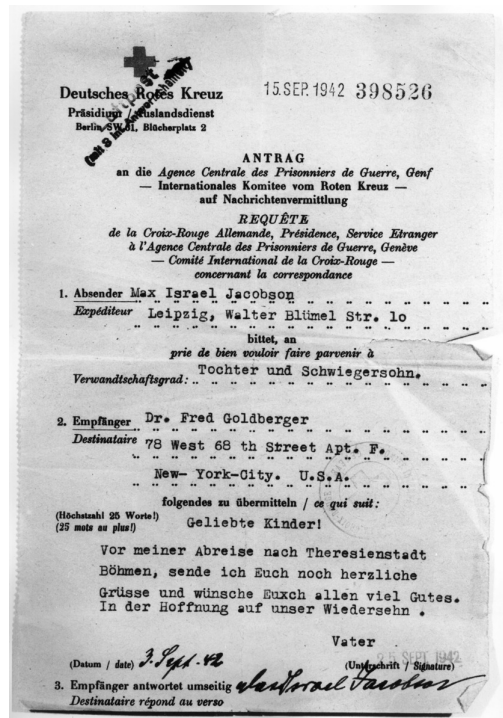 Luftpost
Deutsches Rotes Kreuz
Präsidium / Auslandsdienst
Berlin SW 61, Blücherplatz 2
15. SEP. 1942 398526
ANTRAG
an die Agence Centrale des Prisonniers de Guerre, Genf
— Internationales Komitee vom Roten Kreuz —
auf Nachrichtenvermittlung
REQUÊTE
de la Croix-Rouge Allemande, Présidence, Service Etranger
à l'Agence Centrale des Prisonniers de Guerre, Genève
— Comité International de la Croix-Rouge —
concernant la correspondance
1. Absender Max Israel Jacobson
Expéditeur Leipzig, Walter Blümel Str. 1o
bittet, an
prie de bien vouloir faire parvenir à
Verwandtschaftsgrad: Tochter und Schwiegersohn.
2. Empfänger Dr. Fred Goldberger
Destinataire 78 West 68 th Street Apt. F.
New- York-City. U.S.A.
folgendes zu übermitteln / ce qui suit:
(Höchstzahl 25 Worte!)
(25 mots au plus!)
Geliebte Kinder!
Vor meiner Abreise nach Theresienstadt
Böhmen, sende ich Euch noch herzliche
Grüsse und wünsche Euxch allen viel Gutes.
In der Hoffnung auf unser Wiedersehn .
Vater
25 SEPT. 1942
(Datum / date) 3. Sept. 42
(Unterschrift / Signature)
Max Israel Jacobson
3. Empfänger antwortet umseitig
Destinataire répond au verso